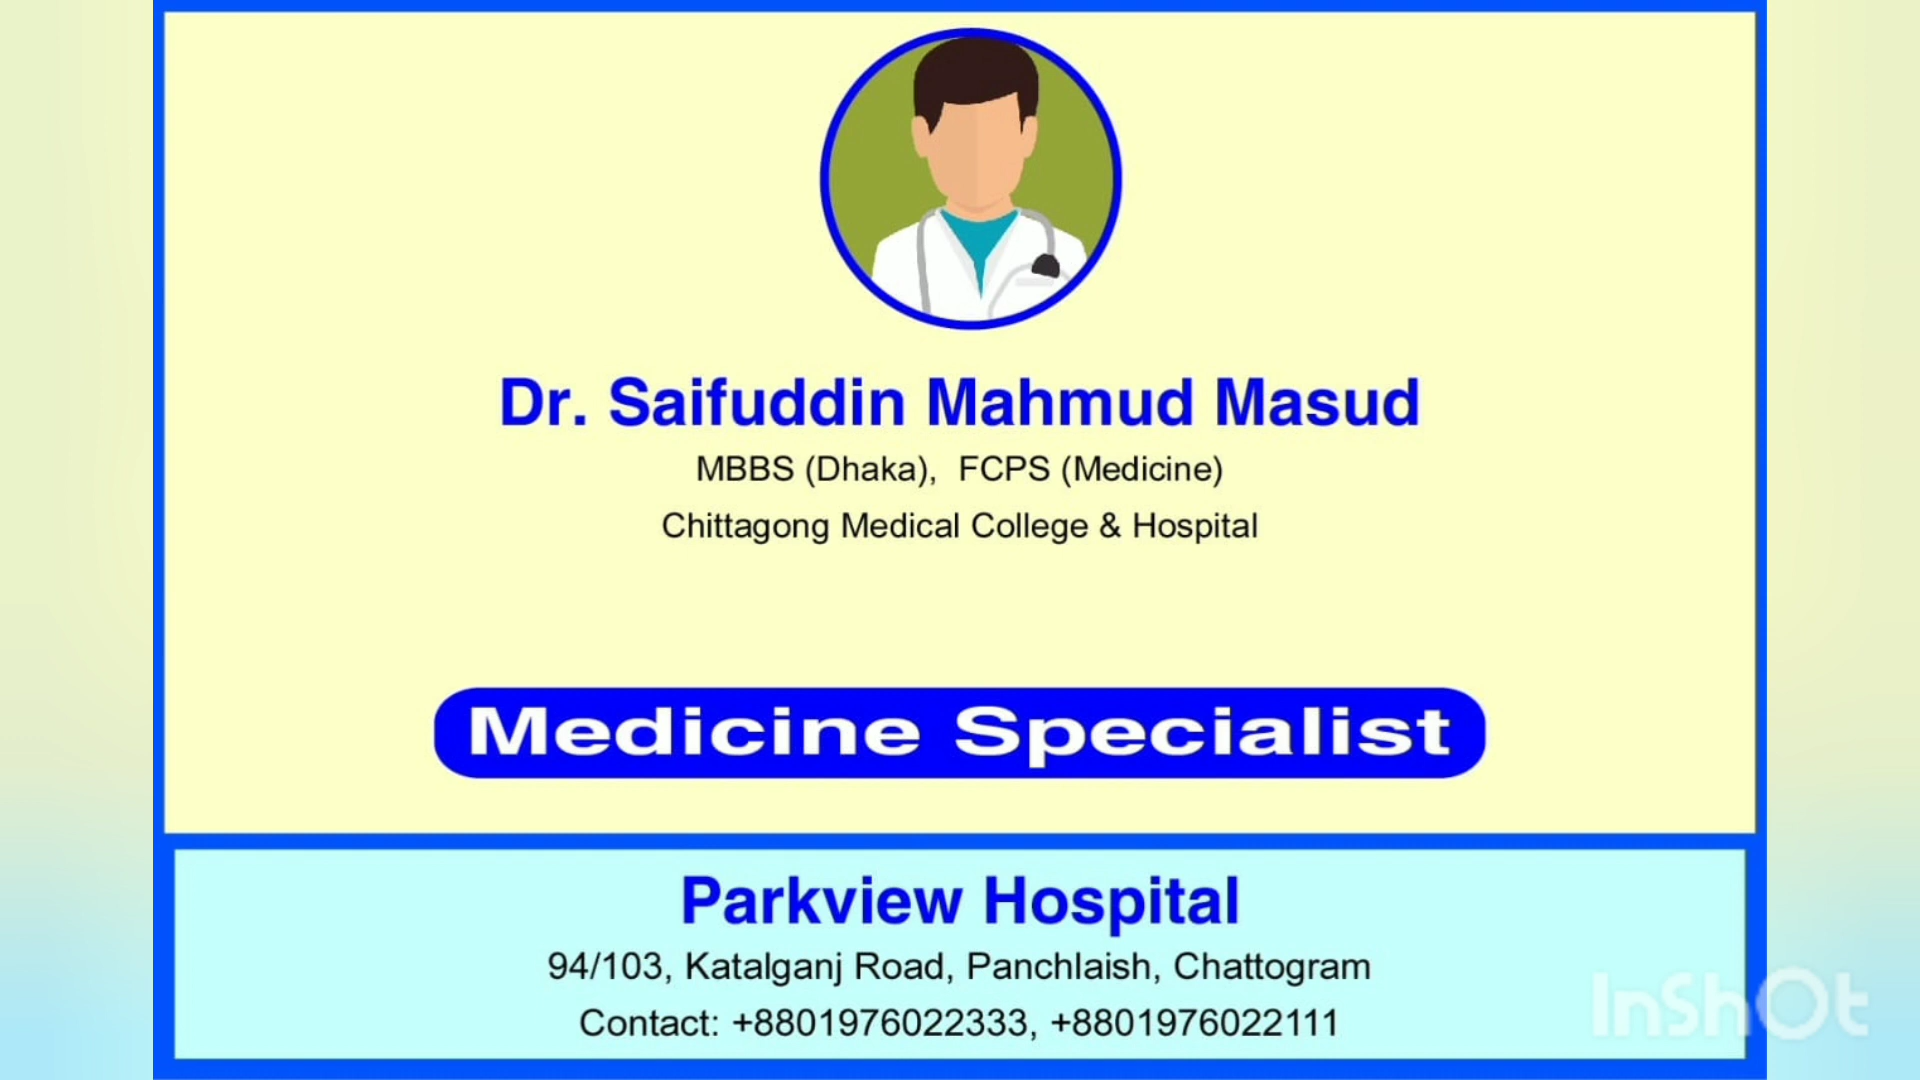 Dr. Saifuddin Mahmud Masud
MBBS (Dhaka), FCPS (Medicine)
Chittagong Medical College & Hospital
Medicine Specialist
Parkview Hospital
94/103, Katalganj Road, Panchlaish, Chattogram
Contact: +8801976022333, +8801976022111
InShOt